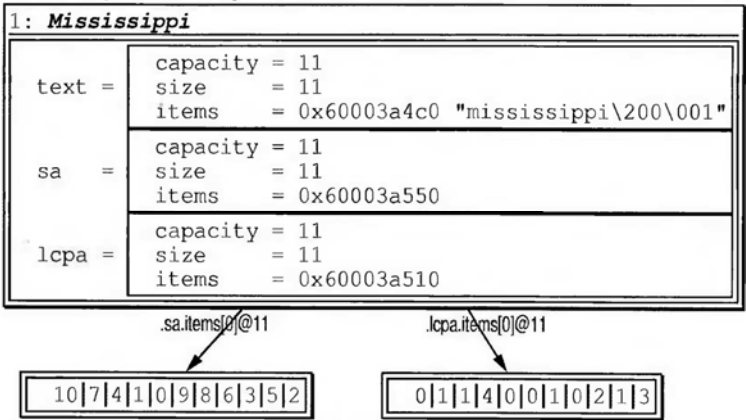 1: Mississippi
text =
capacity = 11
size = 11
items = 0x60003a4c0 "mississippi\200\001"
sa =
capacity = 11
size = 11
items = 0x60003a550
lcpa =
capacity = 11
size = 11
items = 0x60003a510
.sa.items[0]@11 .lcpa.items[0]@11
10|7|4|1|0|9|8|6|3|5|2 0|1|1|4|0|0|1|0|2|1|3